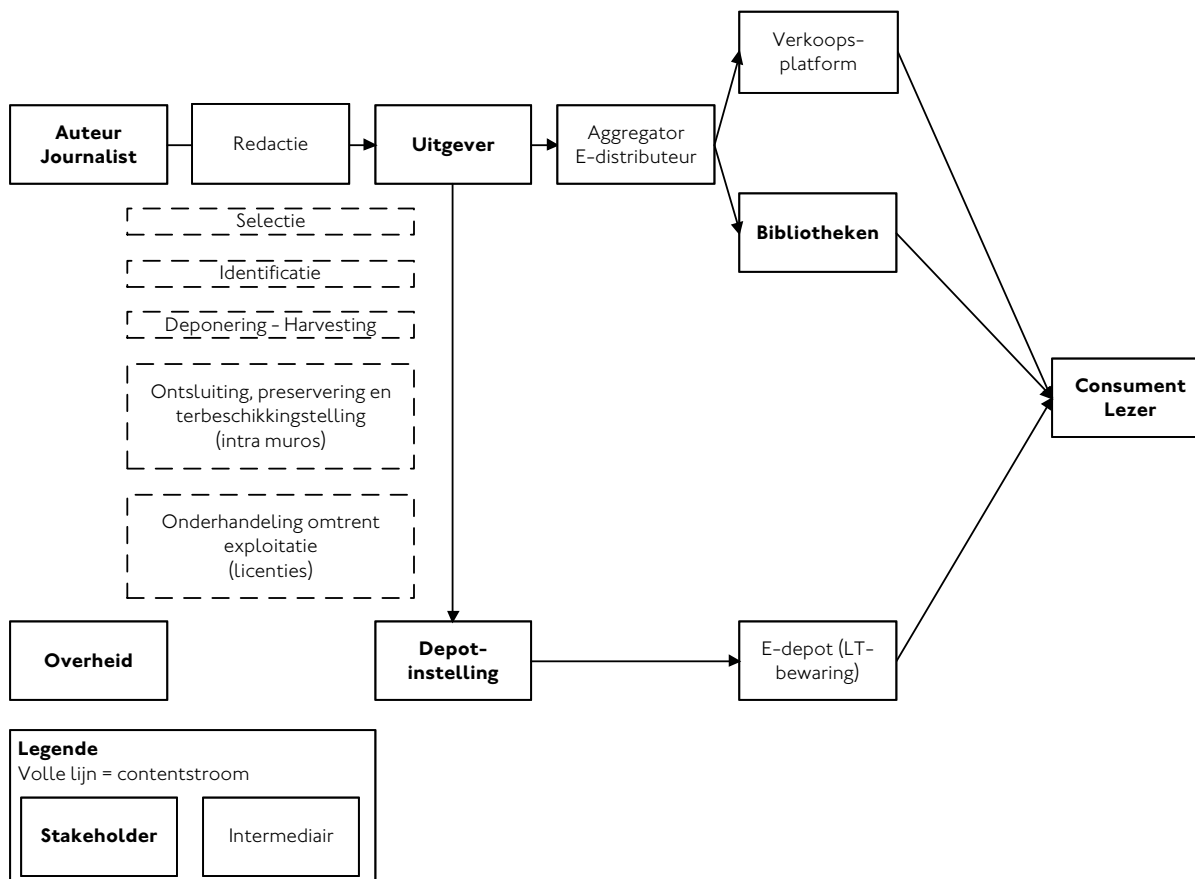 Verkoops-
platform
Auteur
Journalist
Redactie
Uitgever
Aggregator
E-distributeur
Selectie
Bibliotheken
Identificatie
Deponering - Harvesting
Ontsluiting, preservering en
terbeschikkingstelling
(intra muros)
Consument
Lezer
Onderhandeling omtrent
exploitatie
(licenties)
Overheid
Depot-
instelling
E-depot (LT-
bewaring)
Legende
Volle lijn = contentstroom
Stakeholder
Intermediair